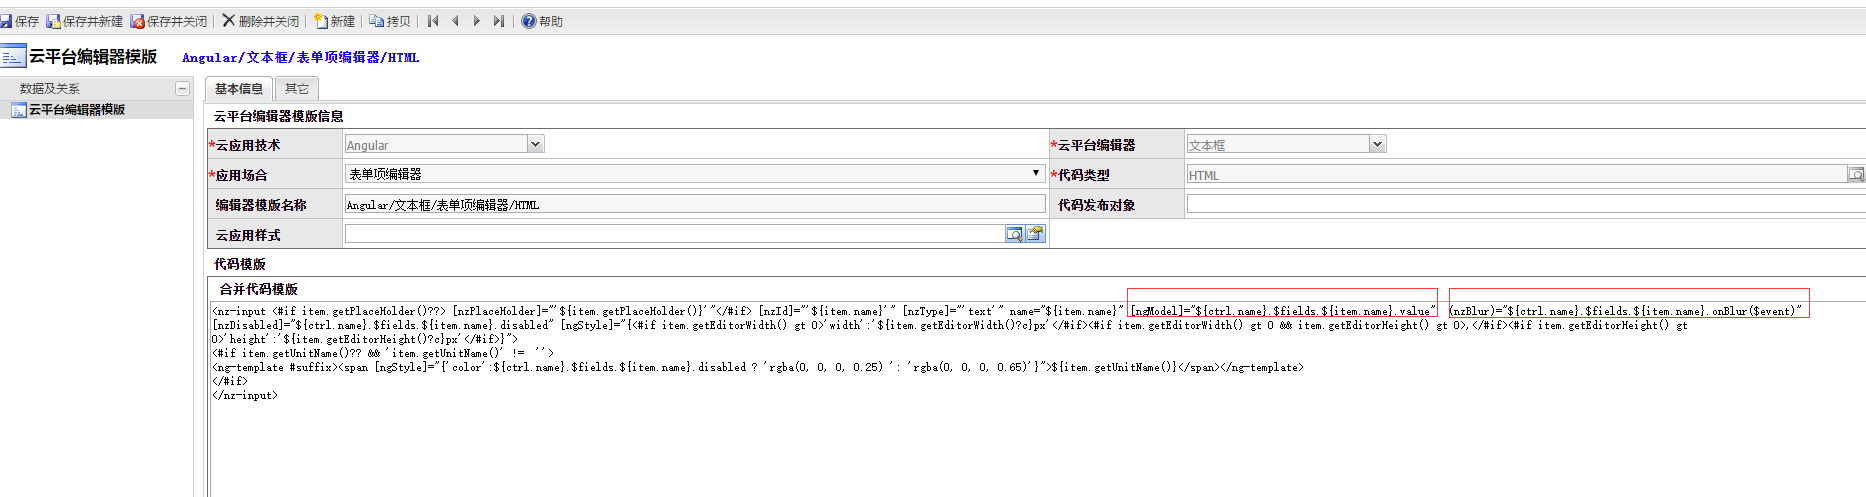 保存 保存并新建 保存并关闭 删除并关闭 新建 拷贝 帮助
云平台编辑器模版 Angular/文本框/表单项编辑器/HTML
数据及关系
云平台编辑器模版
基本信息 其它
云平台编辑器模版信息
*云应用技术 Angular *云平台编辑器 文本框
*应用场合 表单项编辑器 *代码类型 HTML
编辑器模版名称 Angular/文本框/表单项编辑器/HTML 代码发布对象
云应用样式
代码模版
合并代码模版
<nz-input <#if item.getPlaceHolder()??> [nzPlaceHolder]="'${item.getPlaceHolder()}'"</#if> [nzId]="'${item.name}'" [nzType]="'text'" name="${item.name}" [ngModel]="${ctrl.name}.$fields.${item.name}.value" (nzBlur)="${ctrl.name}.$fields.${item.name}.onBlur($event)"
[nzDisabled]="${ctrl.name}.$fields.${item.name}.disabled" [ngStyle]="{<#if item.getEditorWidth() gt 0>'width':'${item.getEditorWidth()?c}px'</#if><#if item.getEditorWidth() gt 0 && item.getEditorHeight() gt 0>,</#if><#if item.getEditorHeight() gt
0>'height':'${item.getEditorHeight()?c}px'</#if>}">
<#if item.getUnitName()?? && 'item.getUnitName()' != ''>
<ng-template #suffix><span [ngStyle]="{'color':${ctrl.name}.$fields.${item.name}.disabled ? 'rgba(0, 0, 0, 0.25) ': 'rgba(0, 0, 0, 0.65)'}">${item.getUnitName()}</span></ng-template>
</#if>
</nz-input>